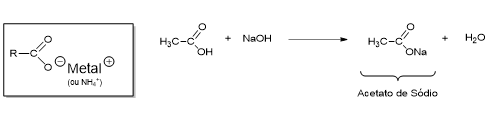 R—C
O
O⊖ Metal⊕
(ou NH₄⁺)
H₃C—C
O
OH
+ NaOH ⟶
H₃C—C
O
ONa
+ H₂O
Acetato de Sódio